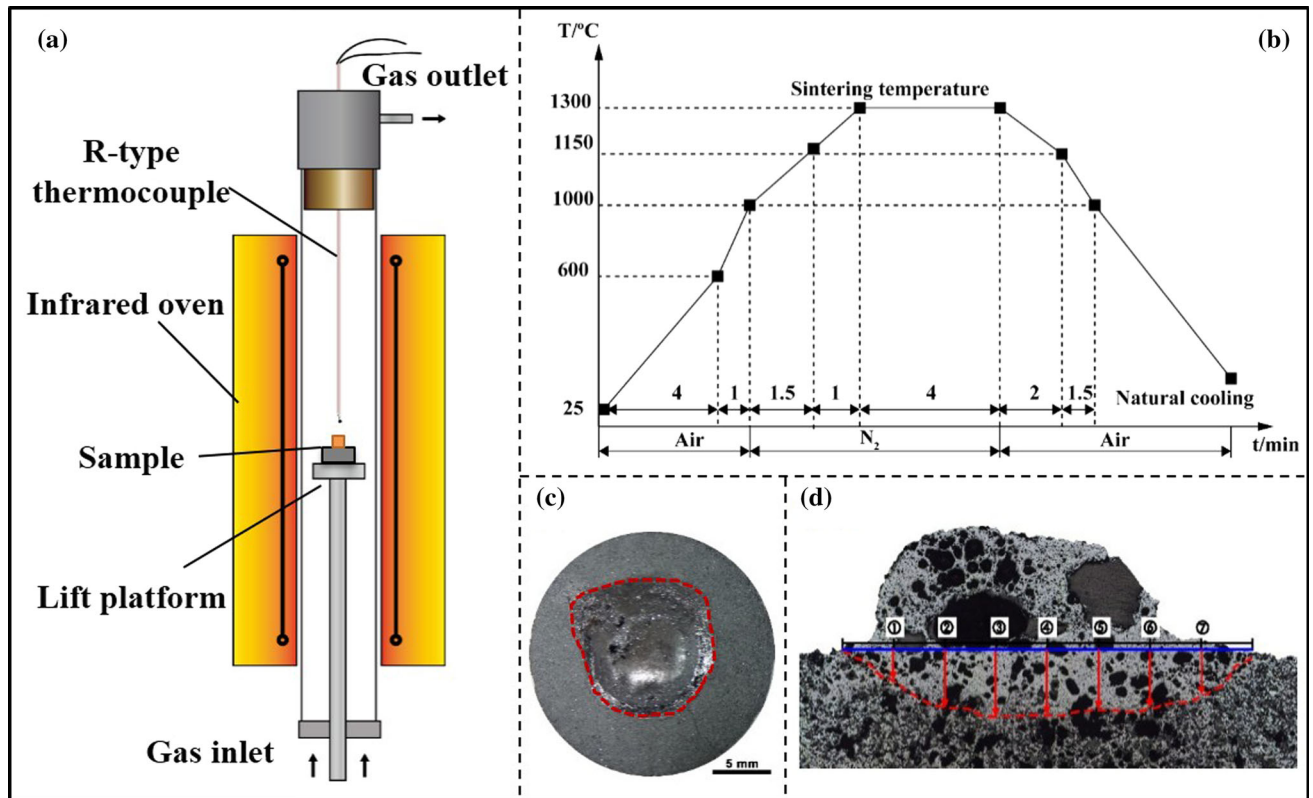 (a)
Gas outlet
R-type
thermocouple
Infrared oven
Sample
Lift platform
Gas inlet
(b)
T/°C
Sintering temperature
1300
1150
1000
600
25
4 1 1.5 1 4 2 1.5
Natural cooling
Air N2 Air
t/min
(c)
5 mm
(d)
① ② ③ ④ ⑤ ⑥ ⑦